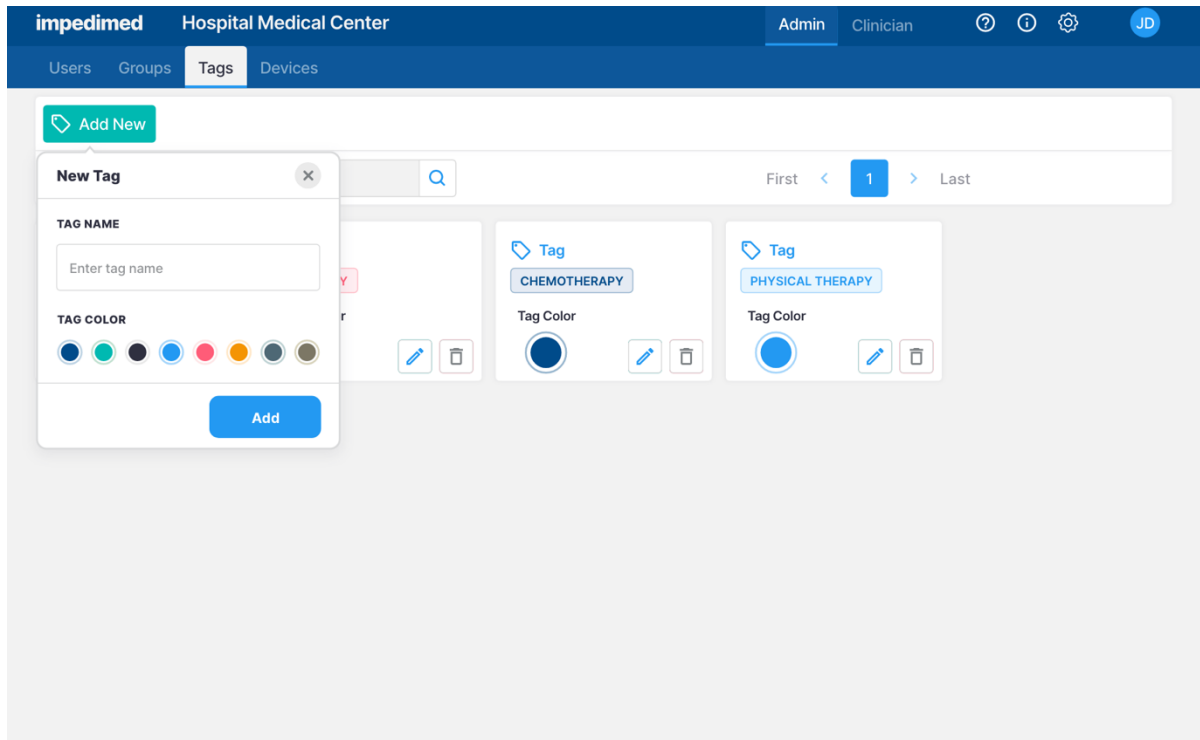 impedimed Hospital Medical Center Admin Clinician JD
Users Groups Tags Devices
Add New
New Tag
First 1 Last
TAG NAME
Enter tag name
TAG COLOR
Add
Y
r
Tag
CHEMOTHERAPY
Tag Color
Tag
PHYSICAL THERAPY
Tag Color